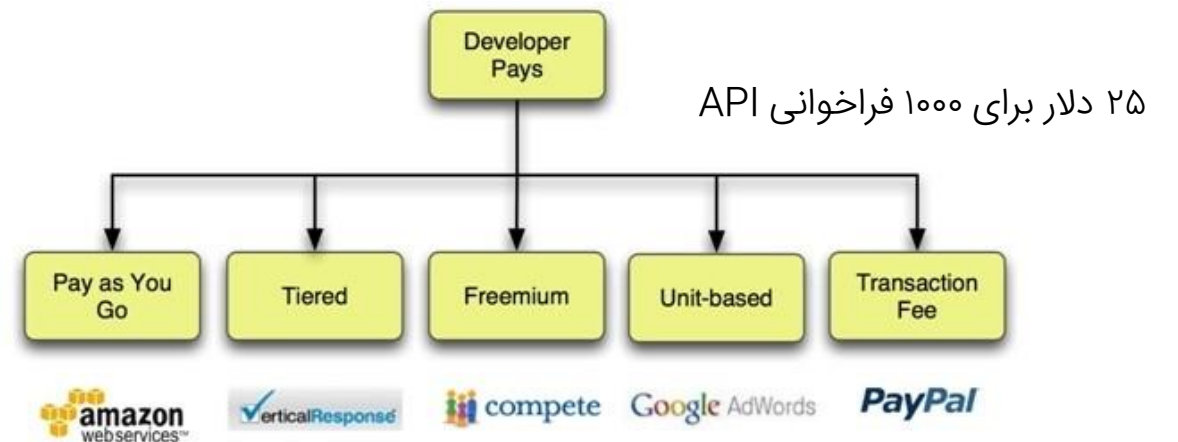 Developer
Pays
۲۵ دلار برای ۱۰۰۰ فراخوانی API
Pay as You
Go
Tiered
Freemium
Unit-based
Transaction
Fee
amazon
webservices™
VerticalResponse
compete
Google AdWords
PayPal